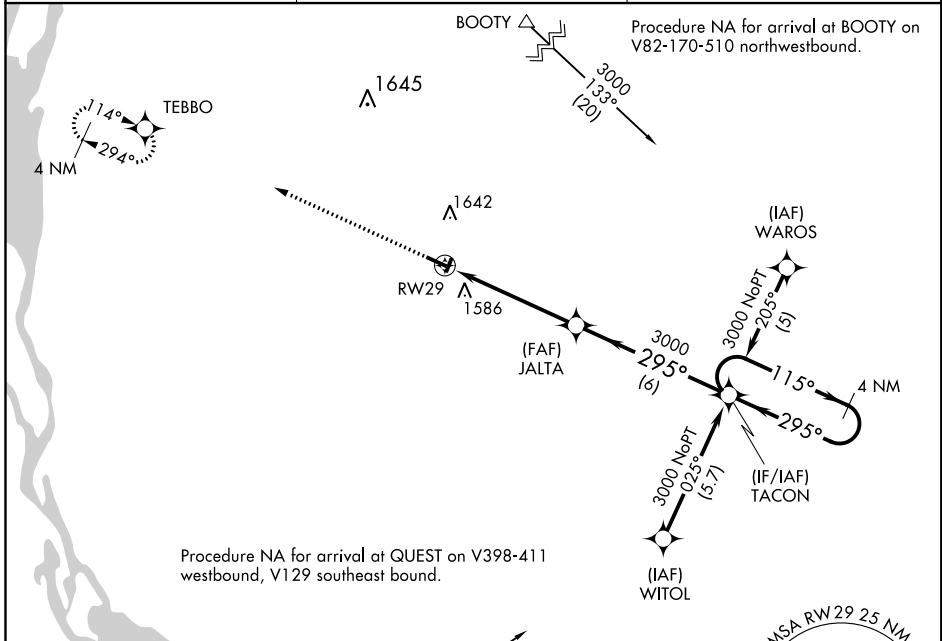 BOOTY
Procedure NA for arrival at BOOTY on
V82-170-510 northwestbound.
3000
133°
(20)
1645
114°
TEBBO
294°
4 NM
1642
(IAF)
WAROS
RW29
1586
3000 NoPT
205°
(5)
(FAF)
JALTA
3000
295°
(6)
115°
4 NM
295°
3000 NoPT
025°
(5.7)
(IF/IAF)
TACON
Procedure NA for arrival at QUEST on V398-411
westbound, V129 southeast bound.
(IAF)
WITOL
MSA RW29 25 NM